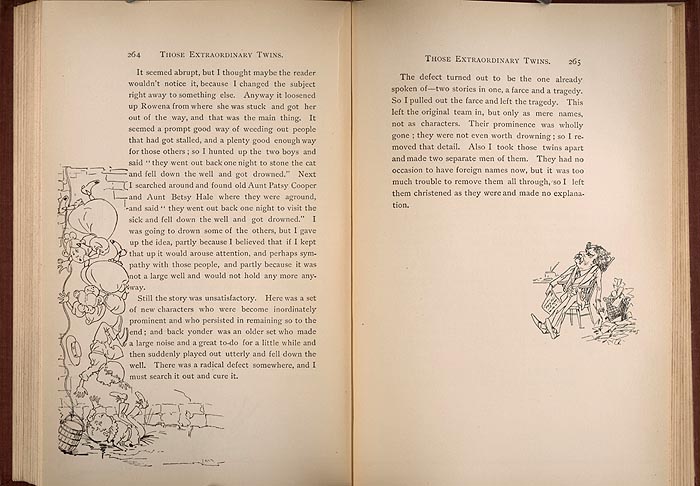 264 THOSE EXTRAORDINARY TWINS.
It seemed abrupt, but I thought maybe the reader
wouldn't notice it, because I changed the subject
right away to something else. Anyway it loosened
up Rowena from where she was stuck and got her
out of the way, and that was the main thing. It
seemed a prompt good way of weeding out people
that had got stalled, and a plenty good enough way
for those others; so I hunted up the two boys and
said "they went out back one night to stone the cat
and fell down the well and got drowned." Next
I searched around and found old Aunt Patsy Cooper
and Aunt Betsy Hale where they were aground,
and said "they went out back one night to visit the
sick and fell down the well and got drowned." I
was going to drown some of the others, but I gave
up the idea, partly because I believed that if I kept
that up it would arouse attention, and perhaps sym-
pathy with those people, and partly because it was
not a large well and would not hold any more any-
way.
Still the story was unsatisfactory. Here was a set
of new characters who were become inordinately
prominent and who persisted in remaining so to the
end; and back yonder was an older set who made
a large noise and a great to-do for a little while and
then suddenly played out utterly and fell down the
well. There was a radical defect somewhere, and I
must search it out and cure it.
THOSE EXTRAORDINARY TWINS. 265
The defect turned out to be the one already
spoken of—two stories in one, a farce and a tragedy.
So I pulled out the farce and left the tragedy. This
left the original team in, but only as mere names,
not as characters. Their prominence was wholly
gone; they were not even worth drowning; so I re-
moved that detail. Also I took those twins apart
and made two separate men of them. They had no
occasion to have foreign names now, but it was too
much trouble to remove them all through, so I left
them christened as they were and made no explana-
tion.